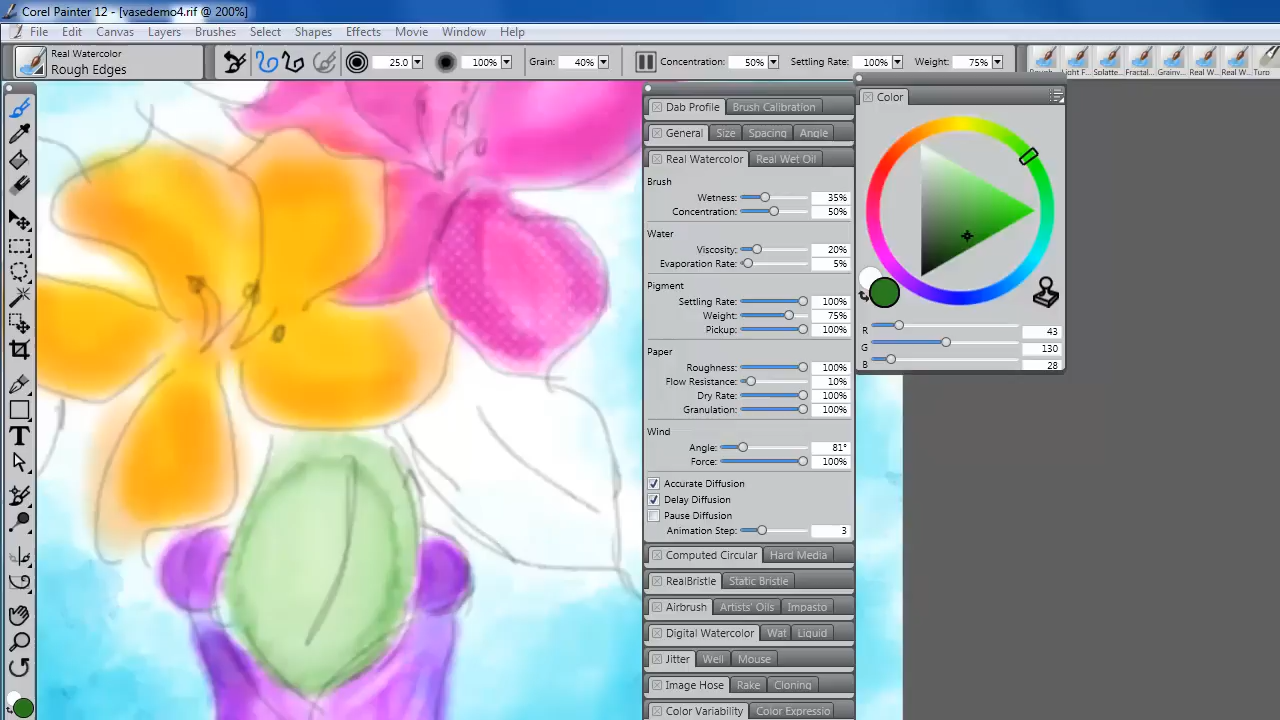 Corel Painter 12 - [vasedemo4.rif @ 200%]
File Edit Canvas Layers Brushes Select Shapes Effects Movie Window Help
Real Watercolor
Rough Edges
25.0 100% Grain: 40% Concentration: 50% Settling Rate: 100% Weight: 75%
Light F... Fractal... Grainy... Real W... Real W... Turo
Dab Profile Brush Calibration
General Size Spacing Angle
Real Watercolor Real Wet Oil
Brush
Wetness: 35%
Concentration: 50%
Water
Viscosity: 20%
Evaporation Rate: 5%
Pigment
Settling Rate: 100%
Weight: 75%
Pickup: 100%
Paper
Roughness: 100%
Flow Resistance: 10%
Dry Rate: 100%
Granulation: 100%
Wind
Angle: 81°
Force: 100%
Accurate Diffusion
Delay Diffusion
Pause Diffusion
Animation Step: 3
Computed Circular Hard Media
RealBristle Static Bristle
Airbrush Artists' Oils Impasto
Digital Watercolor Wat Liquid
Jitter Well Mouse
Image Hose Rake Cloning
Color Variability Color Expressio
Color
R 43
G 130
B 28
T